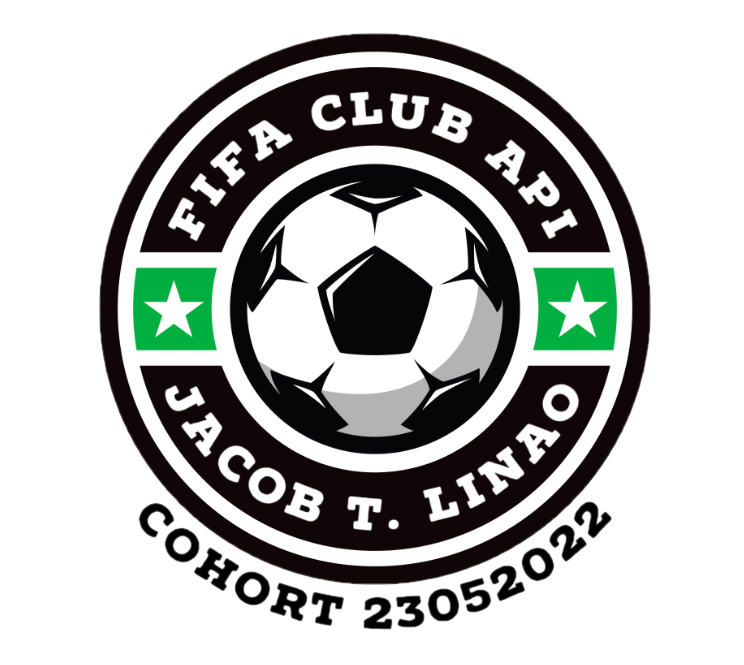 FIFA CLUB API
JACOB T. LINAO
COHORT 23052022